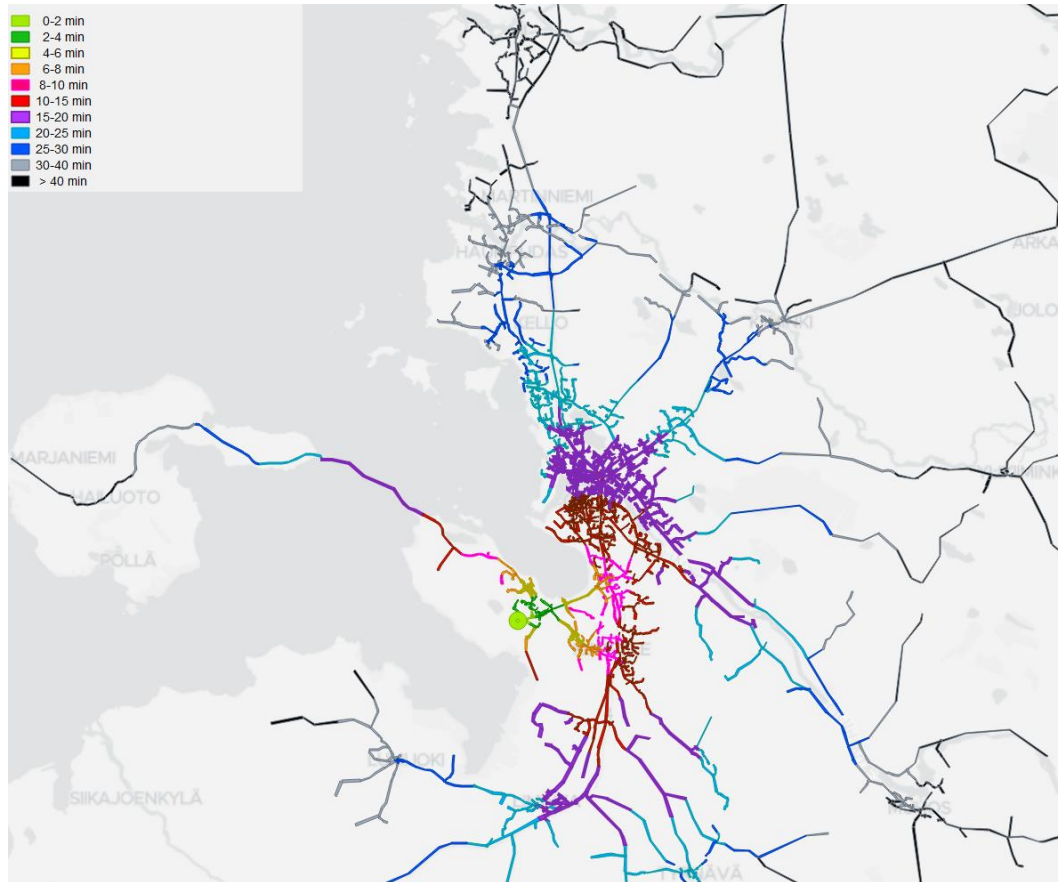 0-2 min
2-4 min
4-6 min
6-8 min
8-10 min
10-15 min
15-20 min
20-25 min
25-30 min
30-40 min
> 40 min
MARTINNIEMI
ARKA
KELLO
JOLO
MARJANIEMI
HAILUOTO
PÖLLÄ
SIIKAJOENKYLÄ